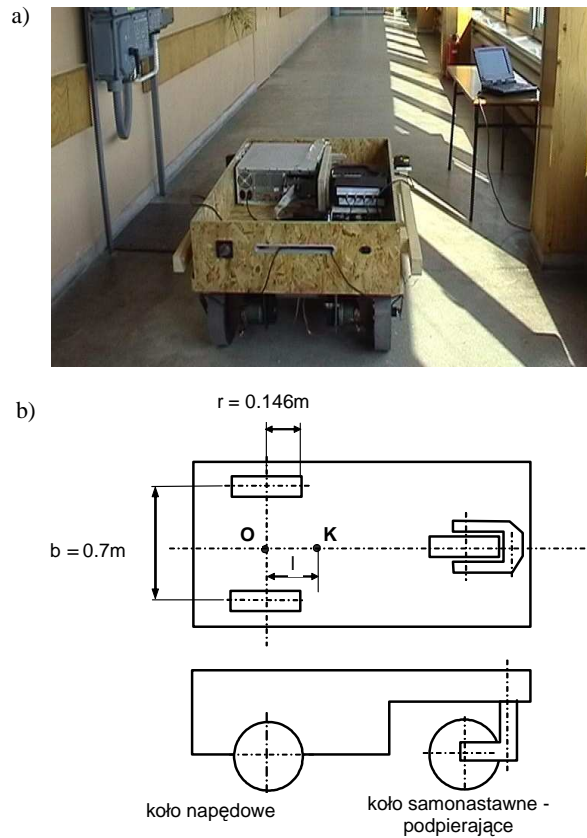 a)
b)
r = 0.146m
O
K
b = 0.7m
l
koło napędowe
koło samonastawne -
podpierające